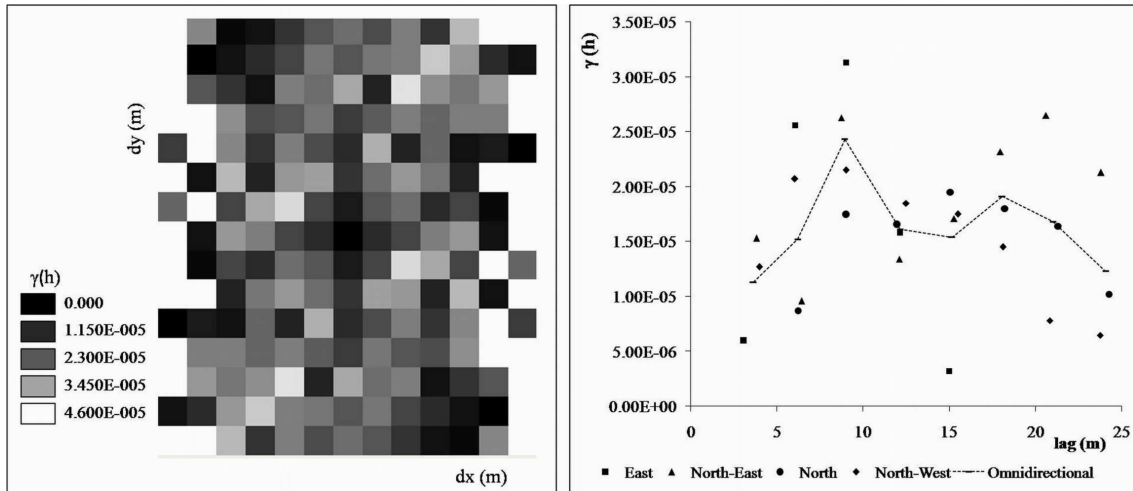 dy (m)
γ(h)
0.000
1.150E-005
2.300E-005
3.450E-005
4.600E-005
dx (m)
γ (h)
3.50E-05
3.00E-05
2.50E-05
2.00E-05
1.50E-05
1.00E-05
5.00E-06
0.00E+00
0 5 10 15 20 25
lag (m)
East North-East North North-West Omnidirectional